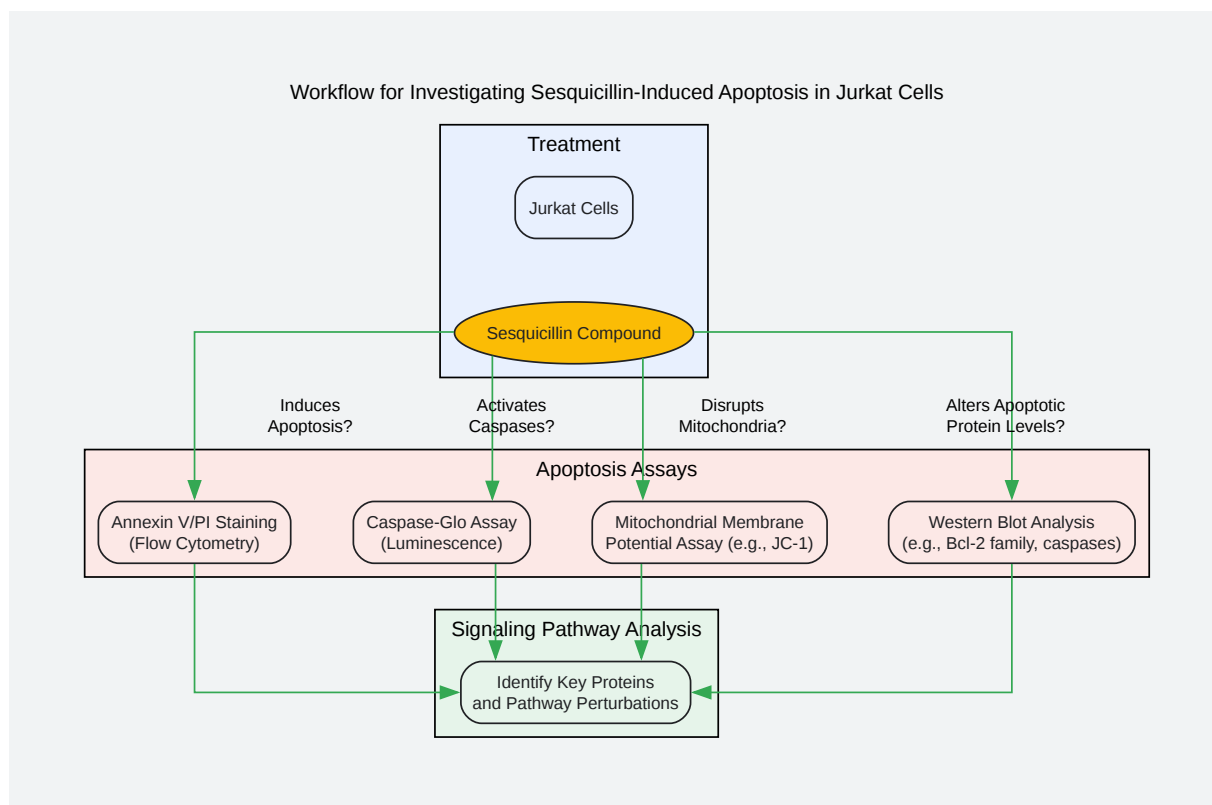 Workflow for Investigating Sesquicillin-Induced Apoptosis in Jurkat Cells
Treatment
Jurkat Cells
Sesquicillin Compound
Induces
Apoptosis?
Activates
Caspases?
Disrupts
Mitochondria?
Alters Apoptotic
Protein Levels?
Apoptosis Assays
Annexin V/PI Staining
(Flow Cytometry)
Caspase-Glo Assay
(Luminescence)
Mitochondrial Membrane
Potential Assay (e.g., JC-1)
Western Blot Analysis
(e.g., Bcl-2 family, caspases)
Signaling Pathway Analysis
Identify Key Proteins
and Pathway Perturbations